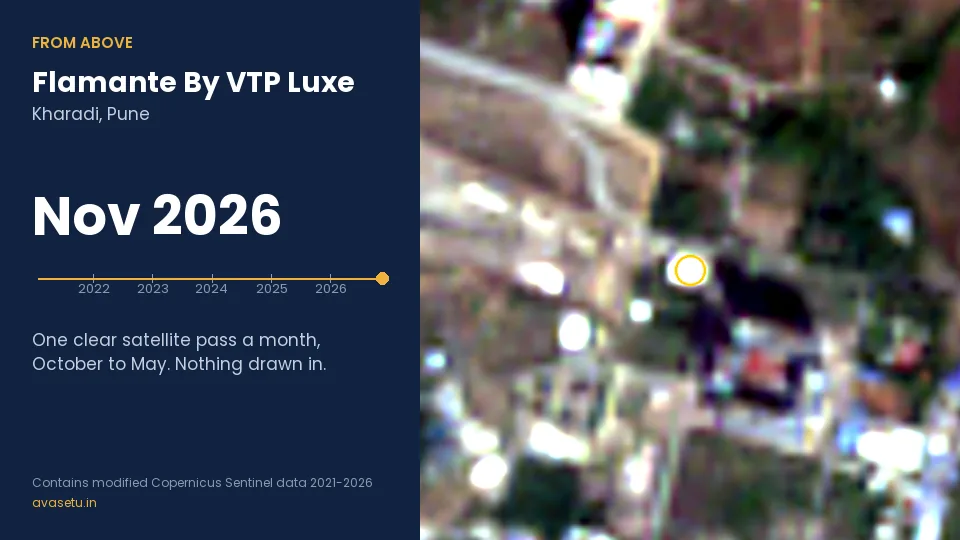 FROM ABOVE
Flamante By VTP Luxe
Kharadi, Pune
Nov 2026
2022 2023 2024 2025 2026
One clear satellite pass a month,
October to May. Nothing drawn in.
Contains modified Copernicus Sentinel data 2021-2026
avasetu.in